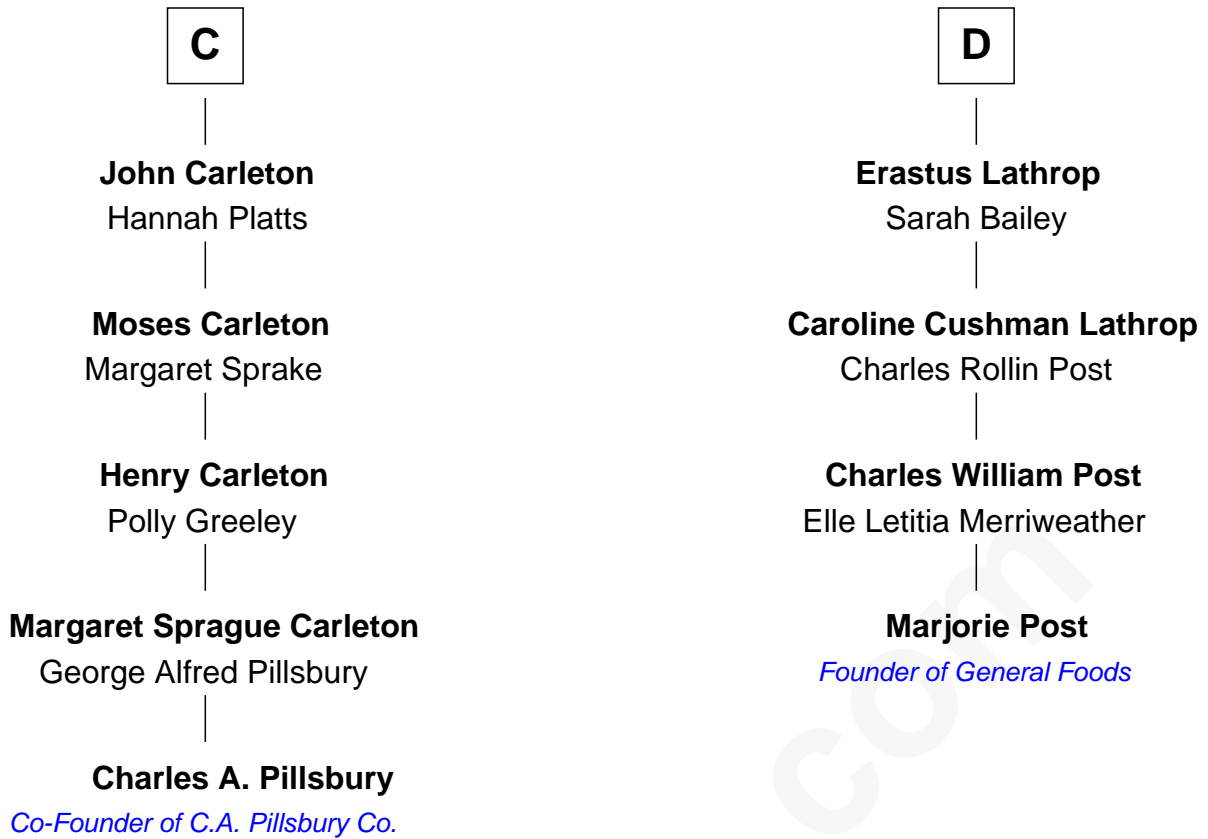 C
John Carleton
Hannah Platts
Moses Carleton
Margaret Sprake
Henry Carleton
Polly Greeley
Margaret Sprague Carleton
George Alfred Pillsbury
Charles A. Pillsbury
Co-Founder of C.A. Pillsbury Co.
D
Erastus Lathrop
Sarah Bailey
Caroline Cushman Lathrop
Charles Rollin Post
Charles William Post
Elle Letitia Merriweather
Marjorie Post
Founder of General Foods
com